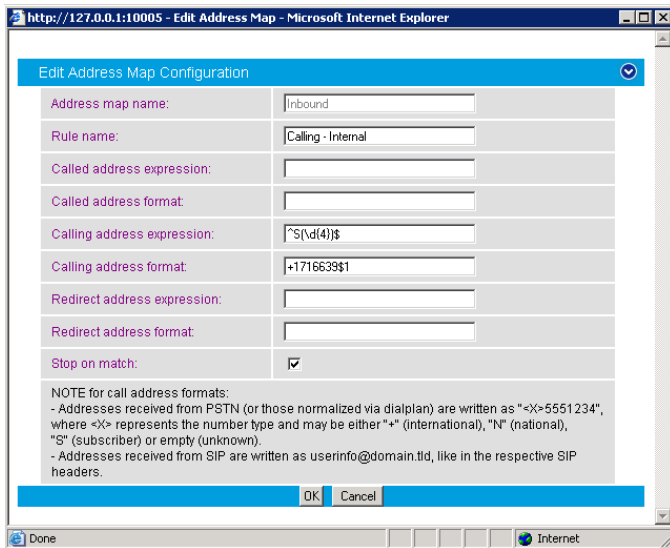 http://127.0.0.1:10005 - Edit Address Map - Microsoft Internet Explorer
Edit Address Map Configuration
Address map name: Inbound
Rule name: Calling - Internal
Called address expression:
Called address format:
Calling address expression: ^S(\d{4})$
Calling address format: +1716639$1
Redirect address expression:
Redirect address format:
Stop on match:
NOTE for call address formats:
- Addresses received from PSTN (or those normalized via dialplan) are written as "<X>5551234",
where <X> represents the number type and may be either "+" (international), "N" (national),
"S" (subscriber) or empty (unknown).
- Addresses received from SIP are written as userinfo@domain.tld, like in the respective SIP
headers.
OK Cancel
Done Internet